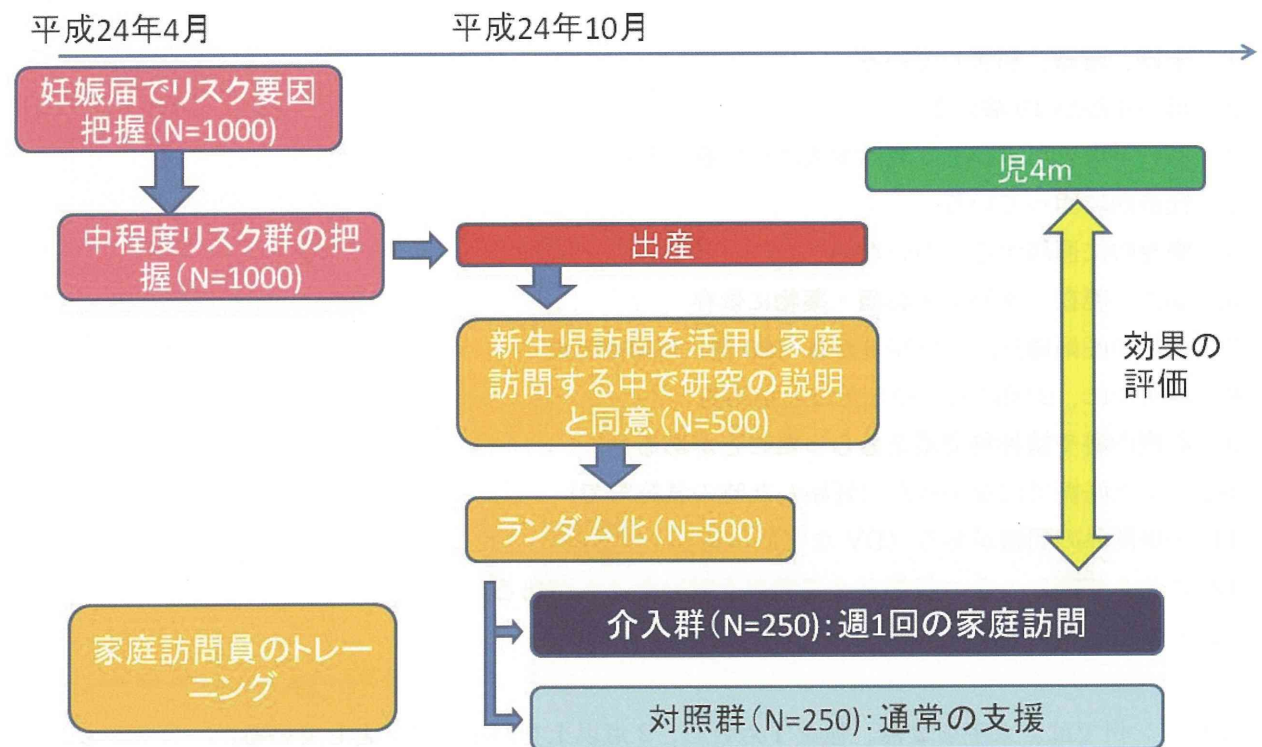 平成24年4月
平成24年10月
妊娠届でリスク要因
把握(N=1000)
児4m
中程度リスク群の把
握(N=1000)
出産
新生児訪問を活用し家庭
訪問する中で研究の説明
と同意(N=500)
効果の
評価
ランダム化(N=500)
家庭訪問員のトレー
ニング
介入群(N=250):週1回の家庭訪問
対照群(N=250):通常の支援